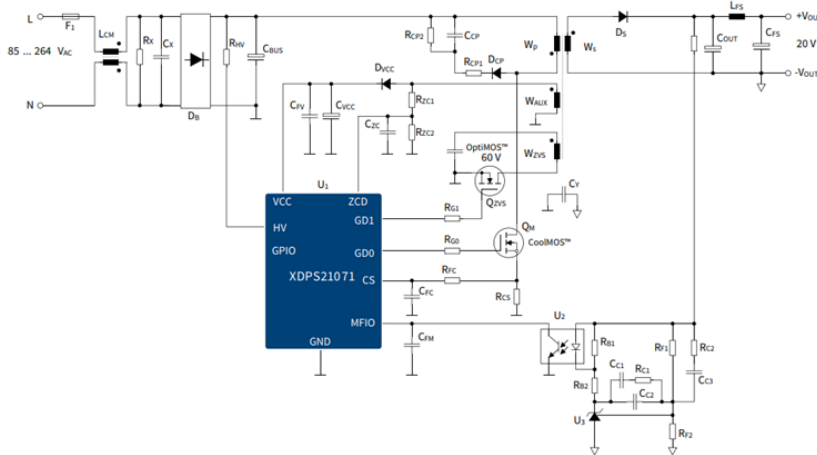 L
F1
LCM
85 ... 264 VAC
N
RX
CX
DB
RHV
CBUS
RCP2
CCP
RCP1
DCP
Wp
Ws
DS
COUT
LFS
CFS
+VOUT
20 V
-VOUT
DVCC
CFV
CVCC
CZC
RZC1
RZC2
WAUX
WZVS
OptiMOS™
60 V
QZVS
CY
U1
VCC
ZCD
HV
GD1
GPIO
GD0
XDPS21071
CS
MFIO
GND
RG1
RG0
QM
CoolMOS™
RFC
CFC
RCS
CFM
U2
RB1
RB2
CC1
RC1
CC2
RF1
RC2
CC3
U3
RF2